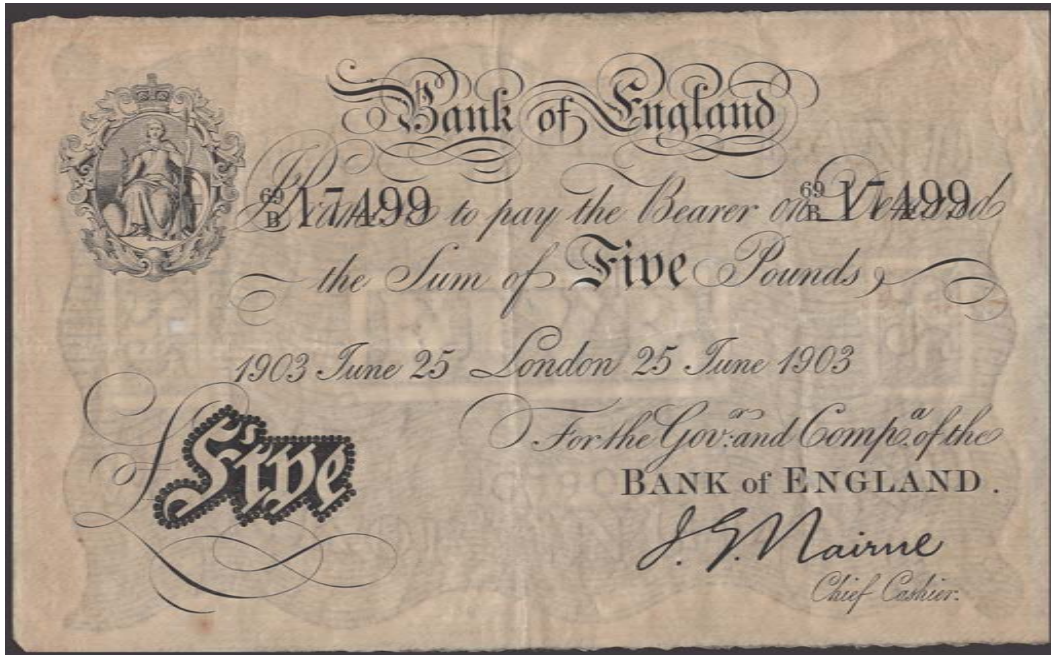 Bank of England
69/B 17499 I Promise to pay the Bearer on Demand 69/B 17499
the Sum of Five Pounds
1903 June 25 London 25 June 1903
For the Govr: and Compa: of the
BANK of ENGLAND.
£Five
J. G. Nairne
Chief Cashier.